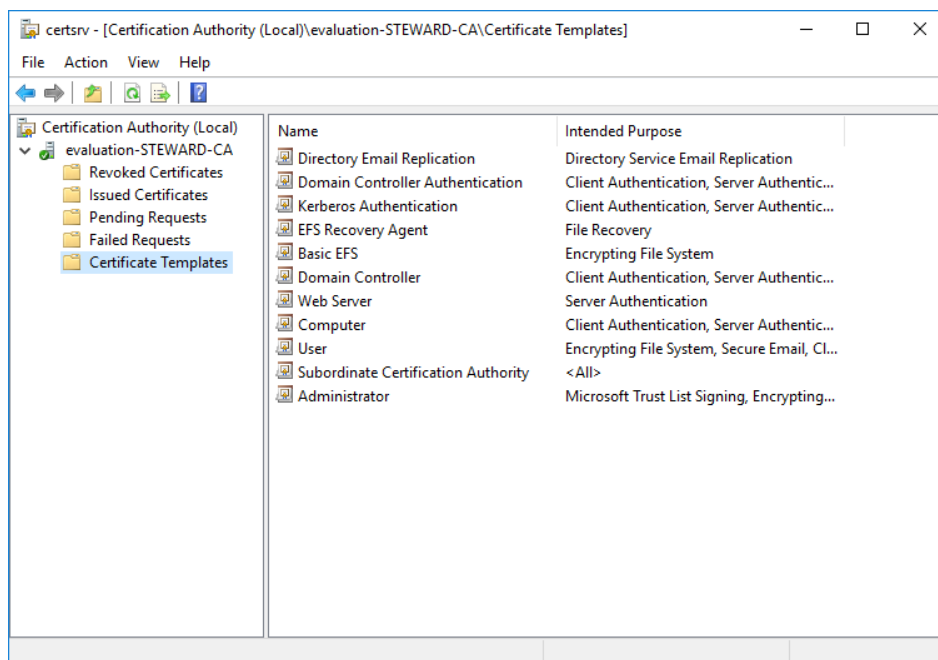 certsrv - [Certification Authority (Local)\evaluation-STEWARD-CA\Certificate Templates]
File Action View Help
Certification Authority (Local)
evaluation-STEWARD-CA
Revoked Certificates
Issued Certificates
Pending Requests
Failed Requests
Certificate Templates
Name Intended Purpose
Directory Email Replication Directory Service Email Replication
Domain Controller Authentication Client Authentication, Server Authentic...
Kerberos Authentication Client Authentication, Server Authentic...
EFS Recovery Agent File Recovery
Basic EFS Encrypting File System
Domain Controller Client Authentication, Server Authentic...
Web Server Server Authentication
Computer Client Authentication, Server Authentic...
User Encrypting File System, Secure Email, Cl...
Subordinate Certification Authority <All>
Administrator Microsoft Trust List Signing, Encrypting...